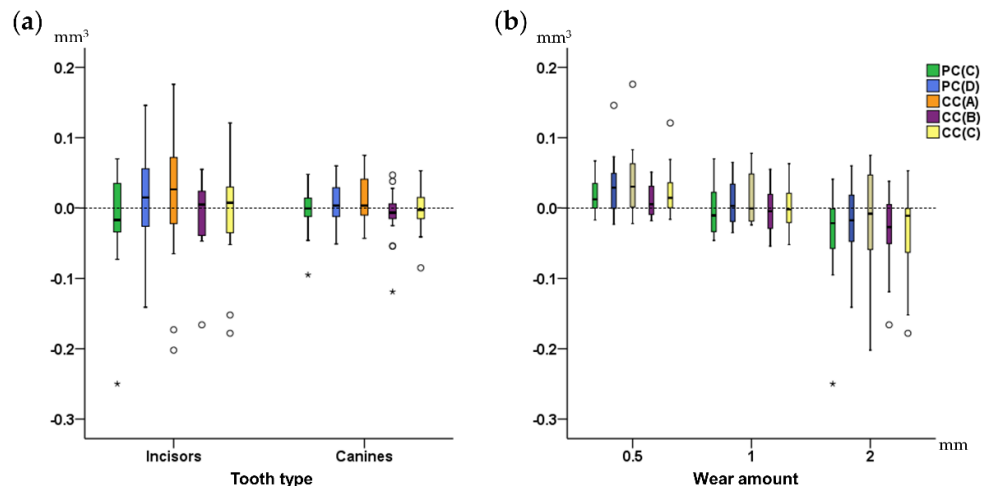 (a)
mm³
0.2
0.1
0.0
-0.1
-0.2
-0.3
Incisors Canines
Tooth type
(b)
mm³
0.2
0.1
0.0
-0.1
-0.2
-0.3
0.5 1 2
mm
Wear amount
PC(C)
PC(D)
CC(A)
CC(B)
CC(C)